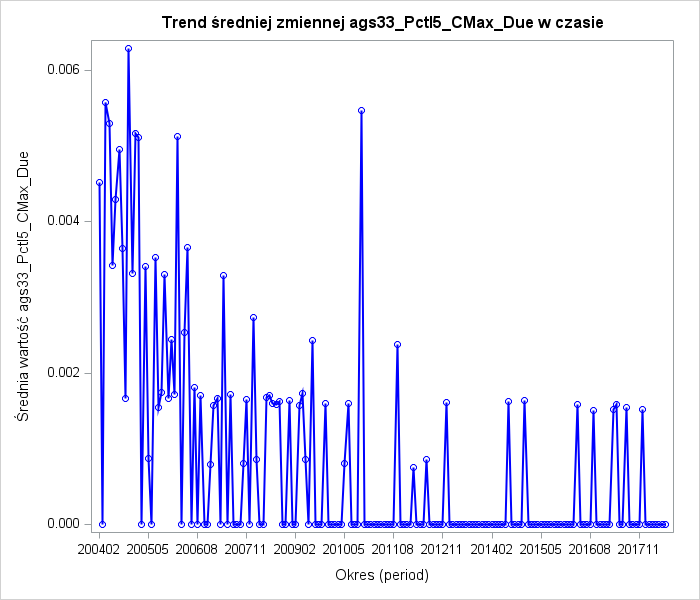 Trend średniej zmiennej ags33_Pctl5_CMax_Due w czasie
Średnia wartość ags33_Pctl5_CMax_Due
0.006
0.004
0.002
0.000
200402 200505 200608 200711 200902 201005 201108 201211 201402 201505 201608 201711
Okres (period)